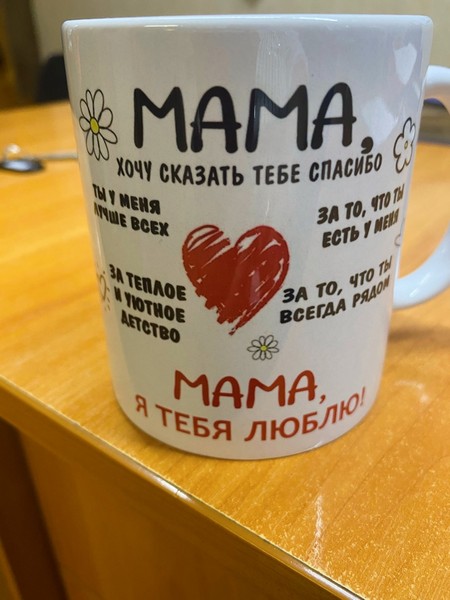 МАМА,
ХОЧУ СКАЗАТЬ ТЕБЕ СПАСИБО
ТЫ У МЕНЯ
ЛУЧШЕ ВСЕХ
ЗА ТО, ЧТО ТЫ
ЕСТЬ У МЕНЯ
ЗА ТЕПЛОЕ
И УЮТНОЕ
ДЕТСТВО
ЗА ТО, ЧТО ТЫ
ВСЕГДА РЯДОМ
МАМА,
Я ТЕБЯ ЛЮБЛЮ!